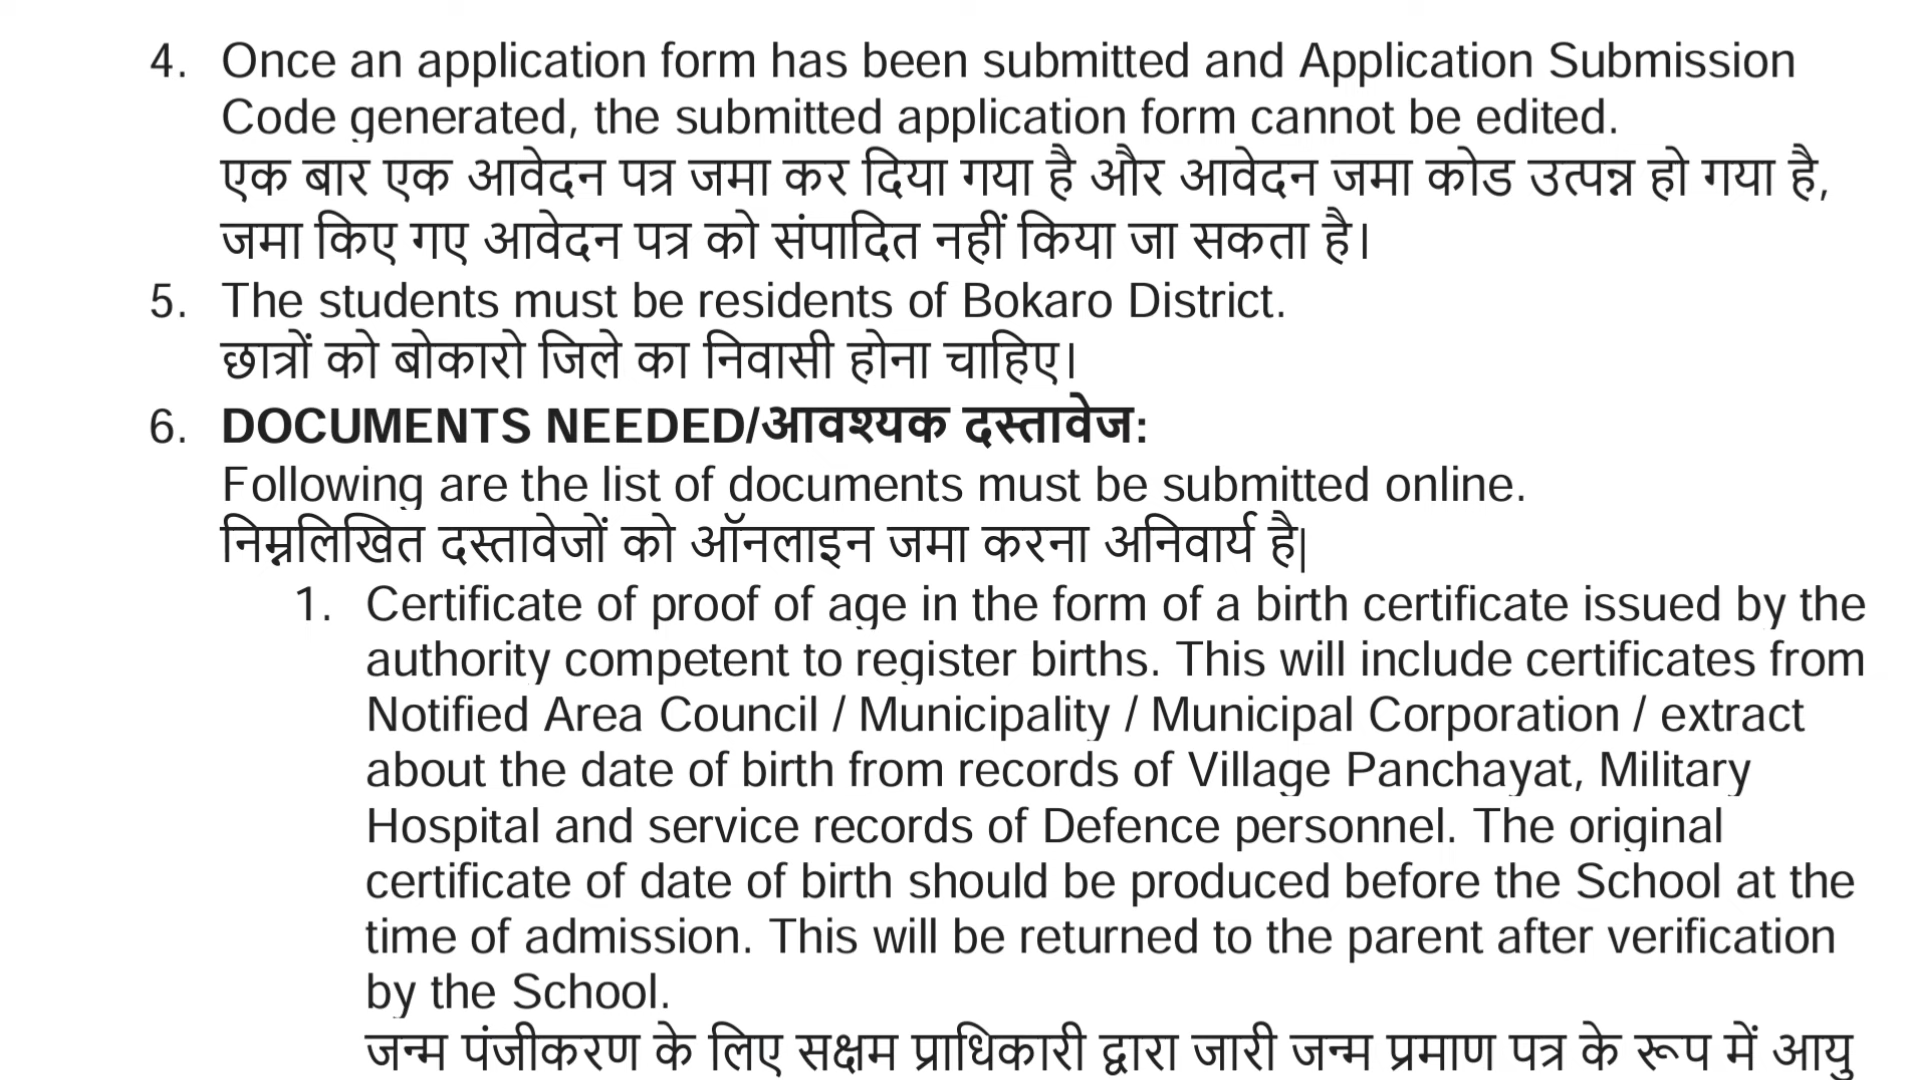 4. Once an application form has been submitted and Application Submission
Code generated, the submitted application form cannot be edited.
एक बार एक आवेदन पत्र जमा कर दिया गया है और आवेदन जमा कोड उत्पन्न हो गया है,
जमा किए गए आवेदन पत्र को संपादित नहीं किया जा सकता है।
5. The students must be residents of Bokaro District.
छात्रों को बोकारो जिले का निवासी होना चाहिए।
6. DOCUMENTS NEEDED/आवश्यक दस्तावेज:
Following are the list of documents must be submitted online.
निम्नलिखित दस्तावेजों को ऑनलाइन जमा करना अनिवार्य है|
1. Certificate of proof of age in the form of a birth certificate issued by the
authority competent to register births. This will include certificates from
Notified Area Council / Municipality / Municipal Corporation / extract
about the date of birth from records of Village Panchayat, Military
Hospital and service records of Defence personnel. The original
certificate of date of birth should be produced before the School at the
time of admission. This will be returned to the parent after verification
by the School.
जन्म पंजीकरण के लिए सक्षम प्राधिकारी द्वारा जारी जन्म प्रमाण पत्र के रूप में आयु